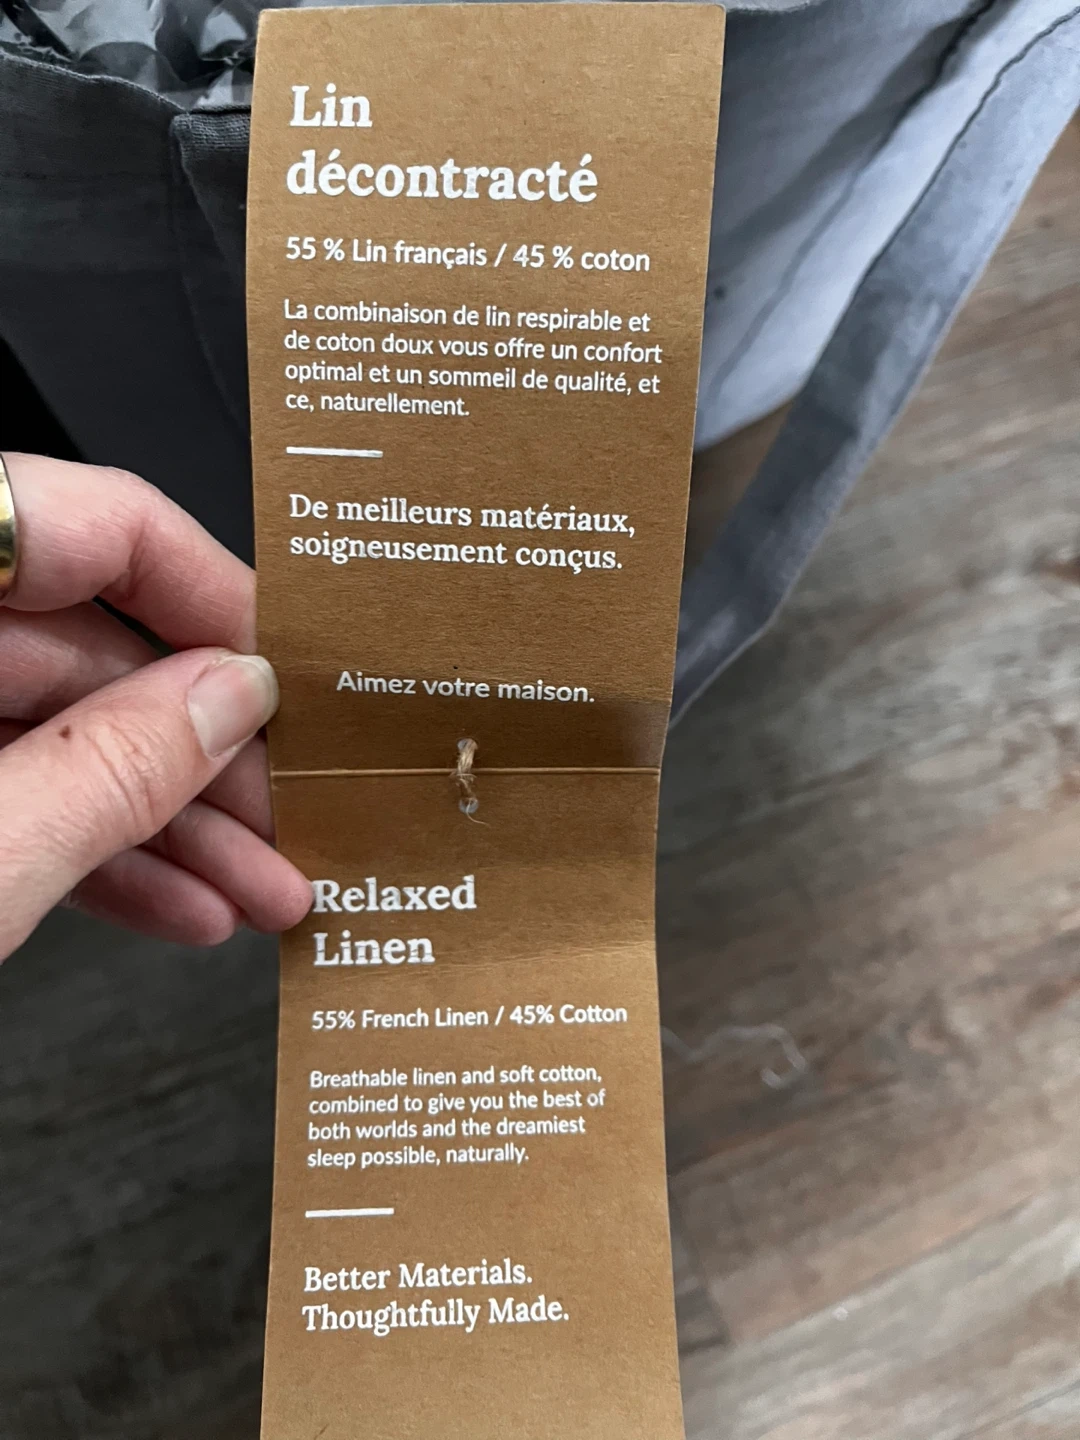 Lin
décontracté
55 % Lin français / 45 % coton
La combinaison de lin respirable et
de coton doux vous offre un confort
optimal et un sommeil de qualité, et
ce, naturellement.
De meilleurs matériaux,
soigneusement conçus.
Aimez votre maison.
Relaxed
Linen
55% French Linen / 45% Cotton
Breathable linen and soft cotton,
combined to give you the best of
both worlds and the dreamiest
sleep possible, naturally.
Better Materials.
Thoughtfully Made.